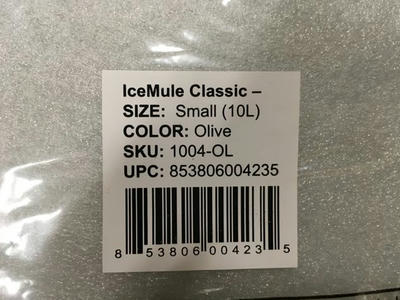 IceMule Classic –
SIZE: Small (10L)
COLOR: Olive
SKU: 1004-OL
UPC: 853806004235
8 53806 00423 5